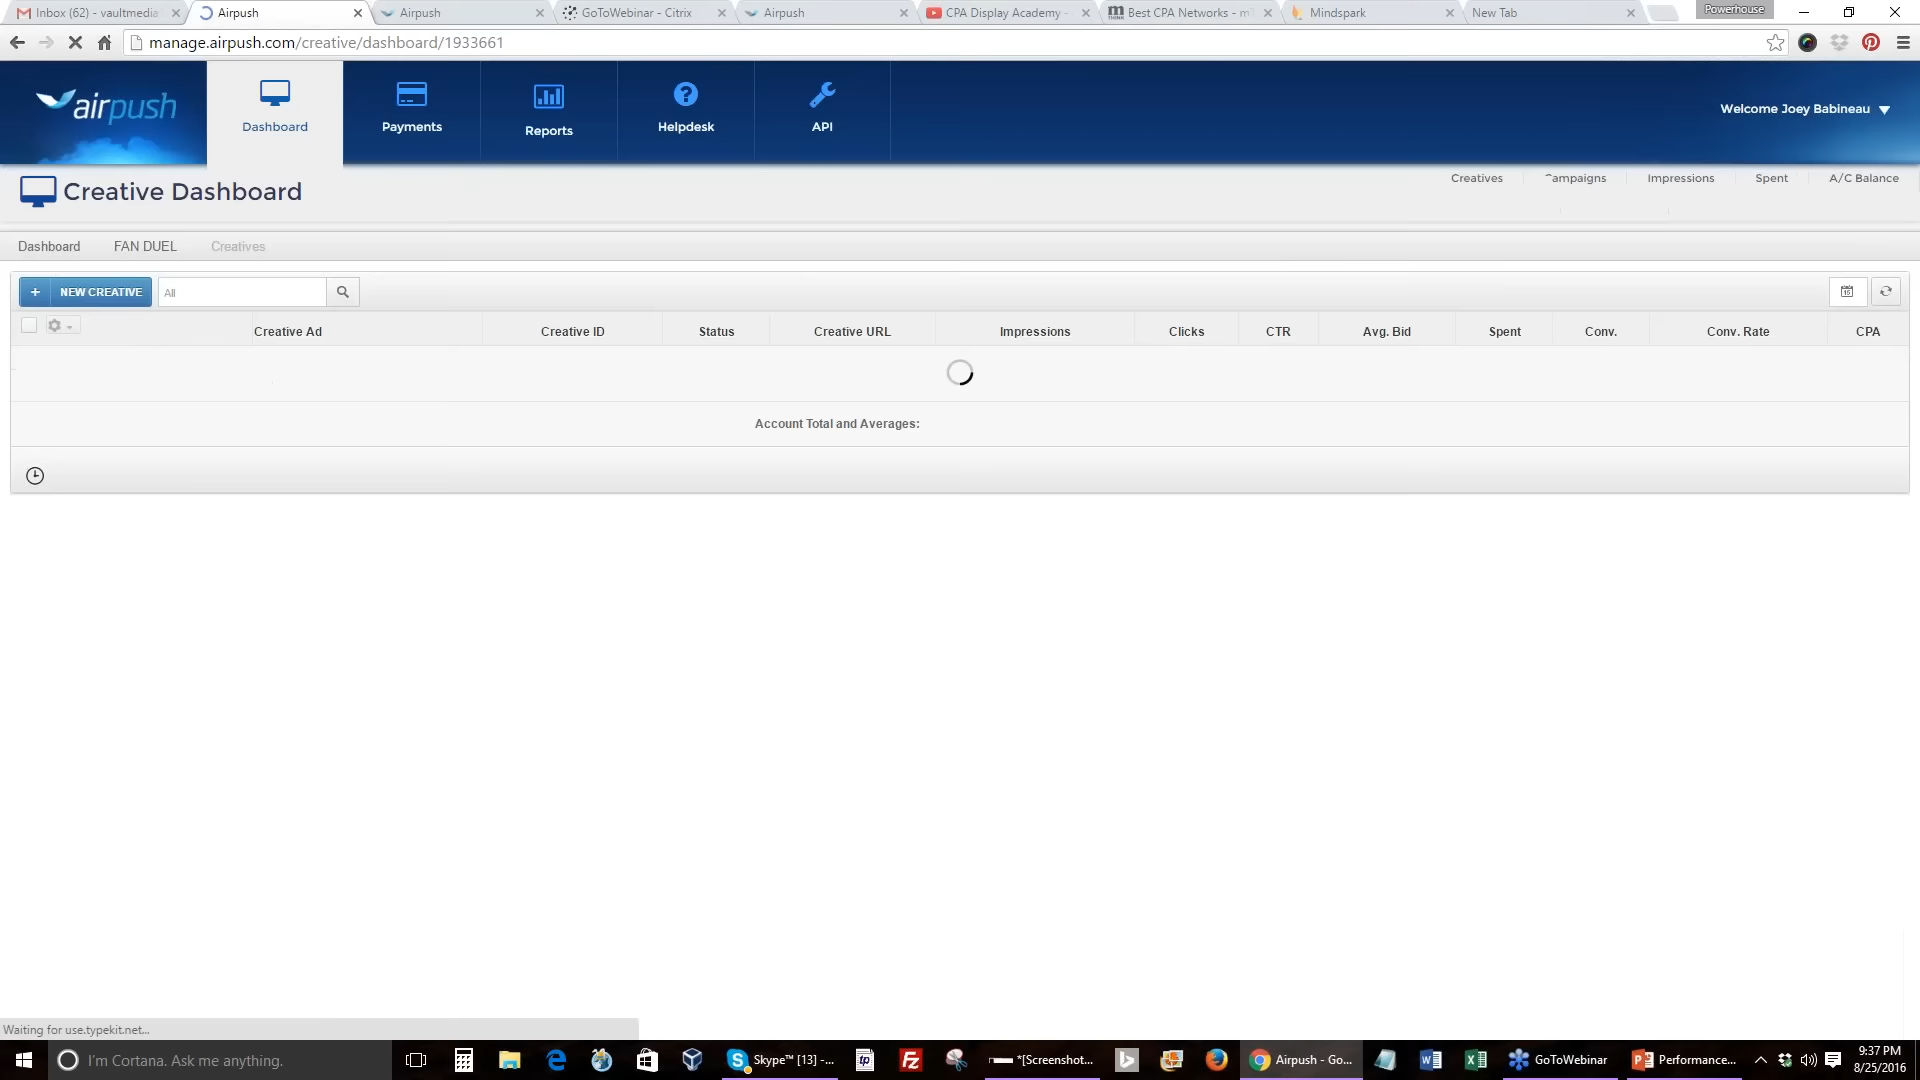 Inbox (62) - vaultmedia
Airpush
Airpush
GoToWebinar - Citrix
Airpush
CPA Display Academy -
Best CPA Networks - mT
Mindspark
New Tab
Powerhouse
manage.airpush.com/creative/dashboard/1933661
airpush
Dashboard
Payments
Reports
Helpdesk
API
Welcome Joey Babineau
Creative Dashboard
Creatives
Campaigns
Impressions
Spent
A/C Balance
Dashboard
FAN DUEL
Creatives
+ NEW CREATIVE
All
Creative Ad
Creative ID
Status
Creative URL
Impressions
Clicks
CTR
Avg. Bid
Spent
Conv.
Conv. Rate
CPA
Account Total and Averages:
Waiting for use.typekit.net...
I'm Cortana. Ask me anything.
Skype™ [13] -...
*[Screenshot...
Airpush - Go...
GoToWebinar
Performance...
9:37 PM
8/25/2016